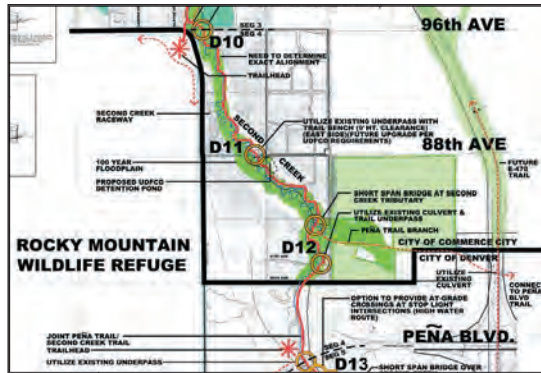 96th AVE
D10
SEG 3
SEG 4
NEED TO DETERMINE
EXACT ALIGNMENT
TRAILHEAD
SECOND CREEK
RACEWAY
SECOND
CREEK
UTILIZE EXISTING UNDERPASS WITH
TRAIL BENCH (9' HT. CLEARANCE)
(EAST SIDE)(FUTURE UPGRADE PER
UDFCD REQUIREMENTS)
D11
88th AVE
100 YEAR
FLOODPLAIN
PROPOSED UDFCD
DETENTION POND
FUTURE
E-470
TRAIL
SHORT SPAN BRIDGE AT SECOND
CREEK TRIBUTARY
UTILIZE EXISTING CULVERT &
TRAIL UNDERPASS
PEÑA TRAIL BRANCH
D12
ROCKY MOUNTAIN
WILDLIFE REFUGE
CITY OF COMMERCE CITY
CITY OF DENVER
UTILIZE
EXISTING
CULVERT
CONNECT
TO PEÑA
BLVD
TRAIL
OPTION TO PROVIDE AT-GRADE
CROSSINGS AT STOP LIGHT
INTERSECTIONS (HIGH WATER
ROUTE)
PEÑA BLVD.
JOINT PEÑA TRAIL/
SECOND CREEK TRAIL
TRAILHEAD
UTILIZE EXISTING UNDERPASS
SEG 4
SEG 5
D13
SHORT SPAN BRIDGE OVER